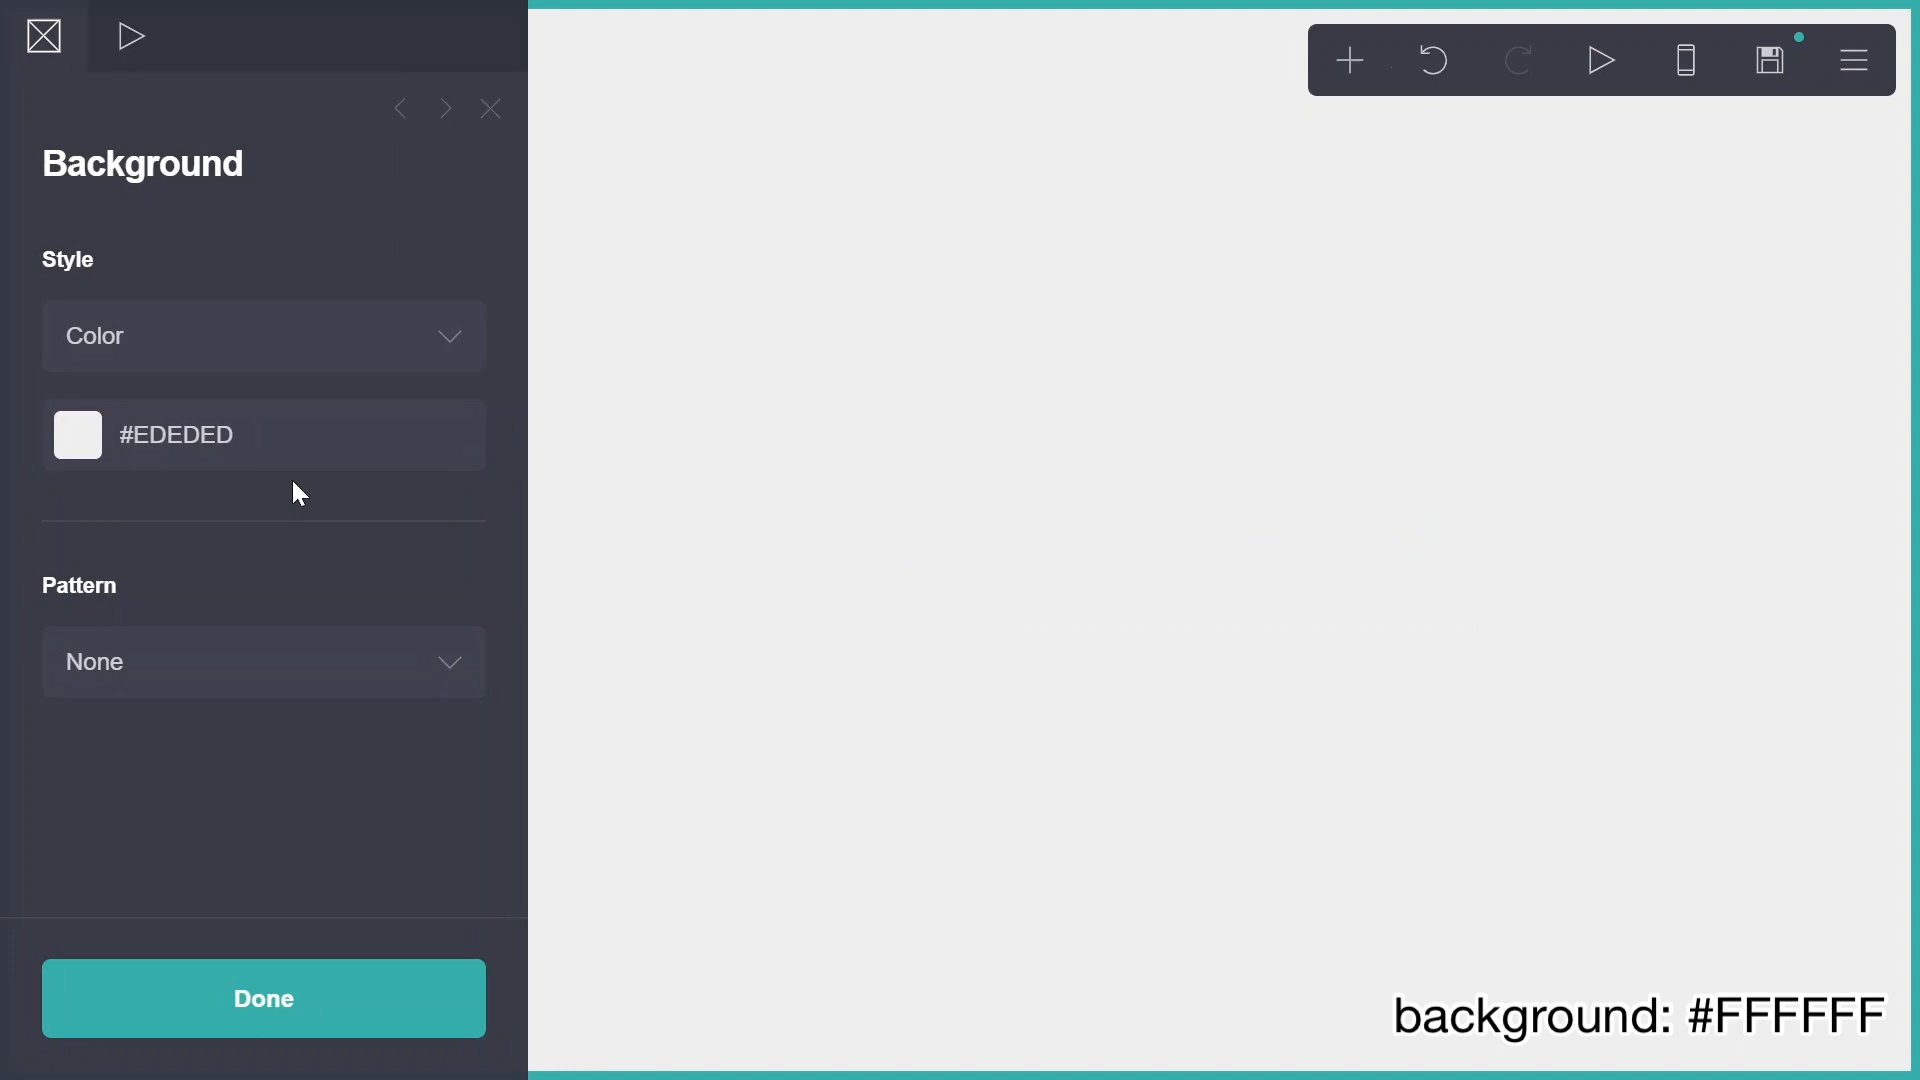 Background
Style
Color
#EDEDED
Pattern
None
Done
background: #FFFFFF